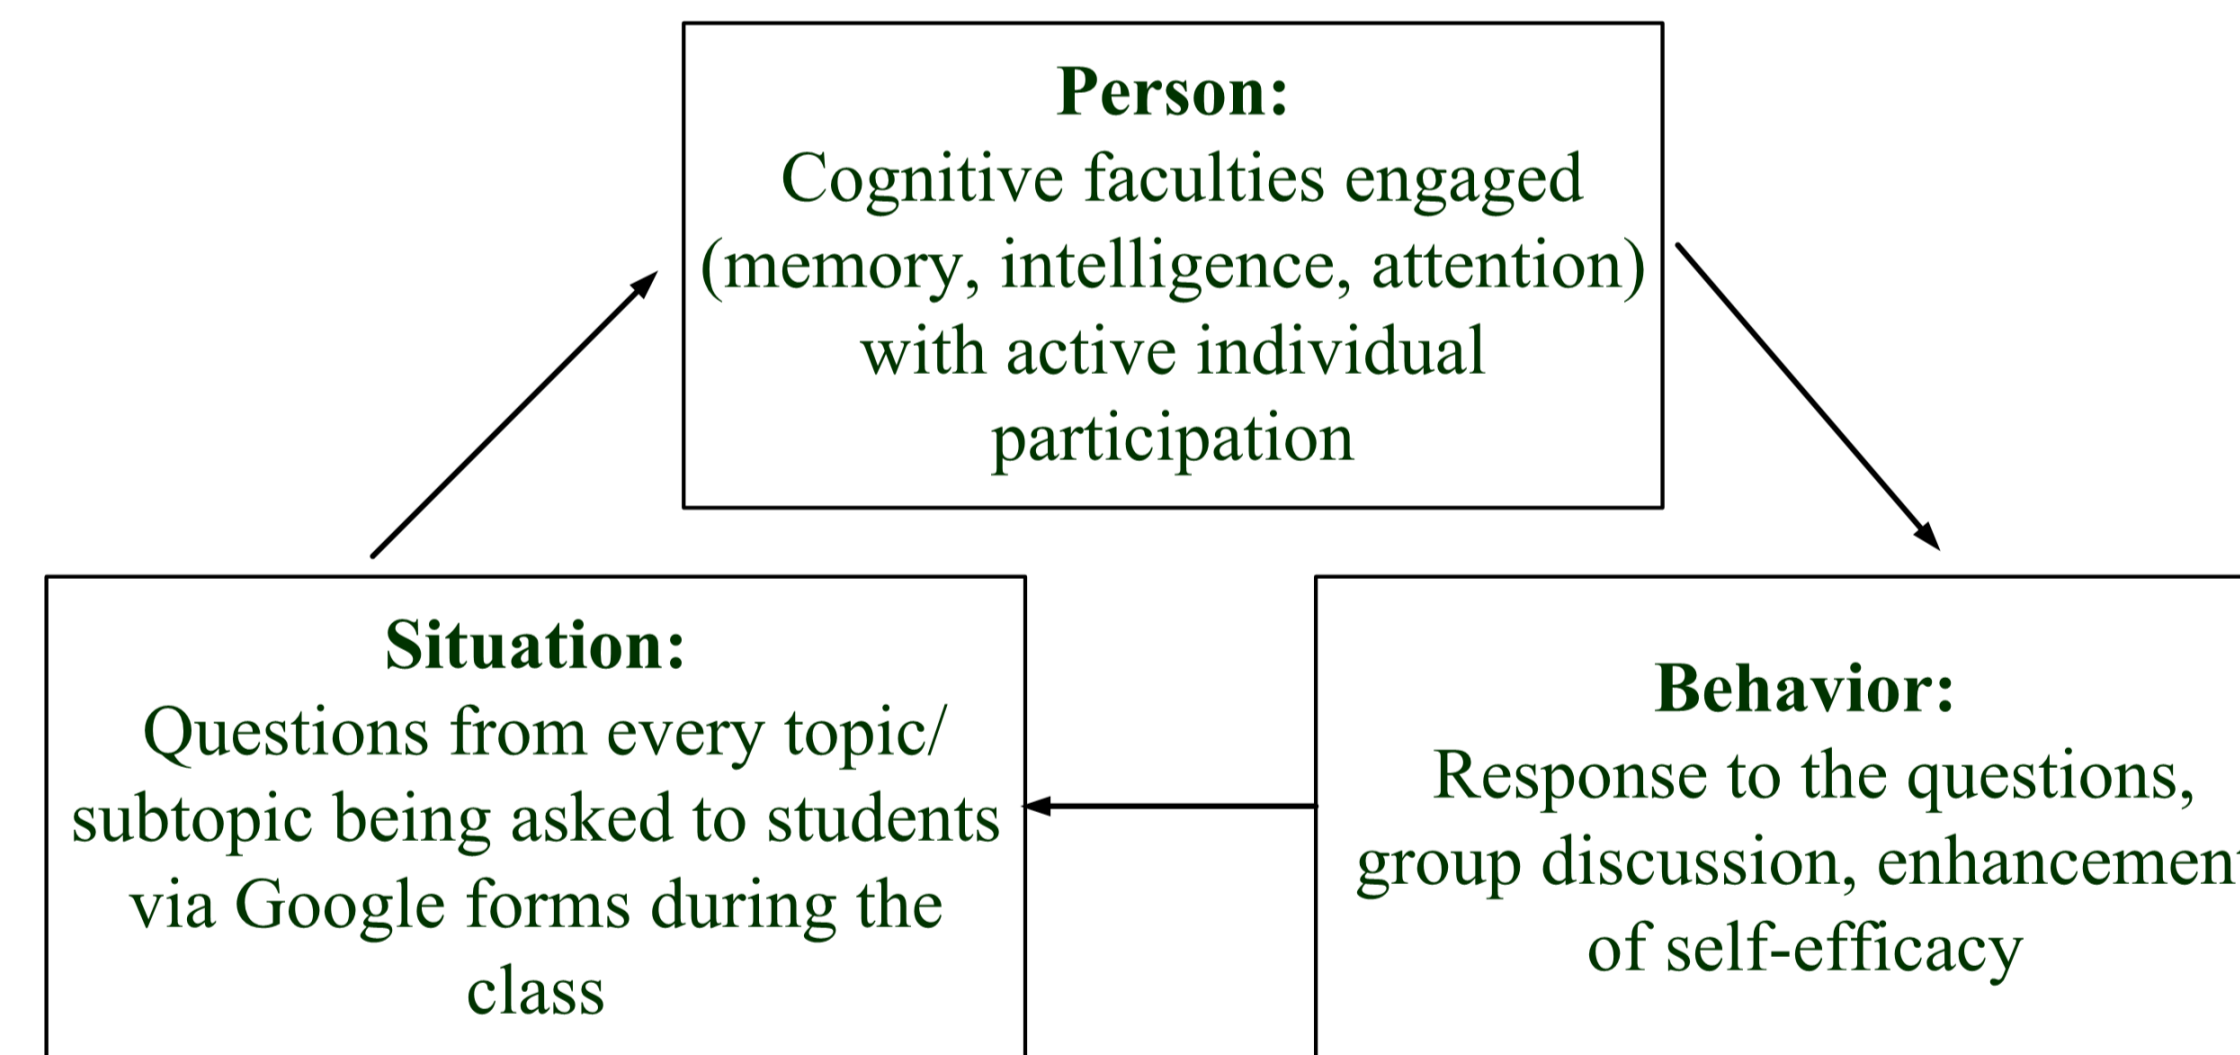 Person:
Cognitive faculties engaged
(memory, intelligence, attention)
with active individual
participation
Situation:
Questions from every topic/
subtopic being asked to students
via Google forms during the
class
Behavior:
Response to the questions,
group discussion, enhancement
of self-efficacy